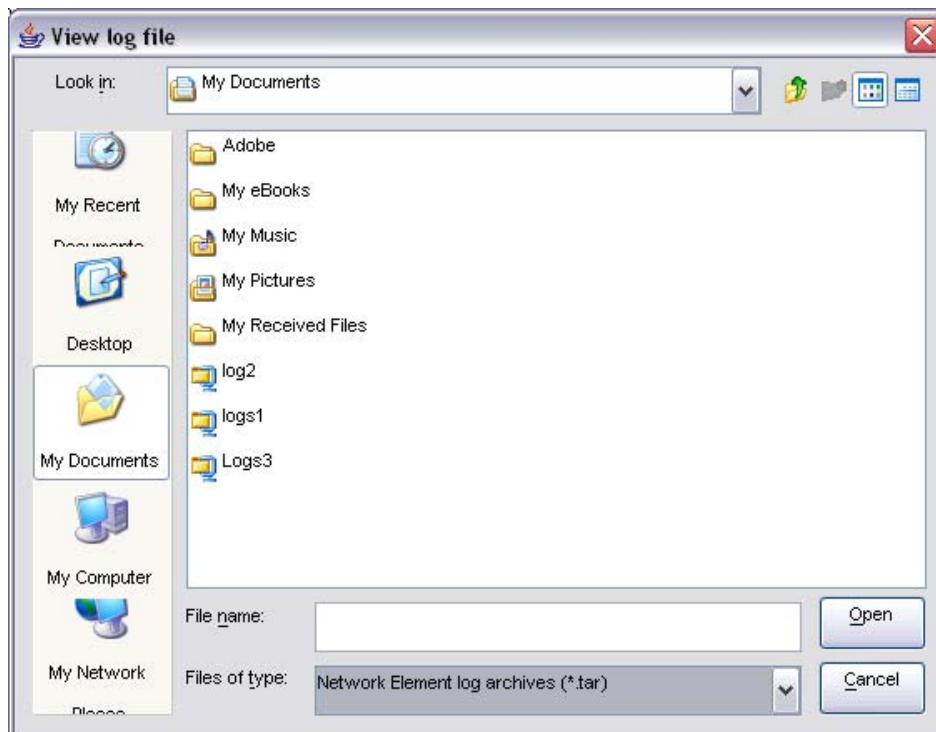 View log file
Look in:
My Documents
My Recent
Documents
Desktop
My Documents
My Computer
My Network
Places
Adobe
My eBooks
My Music
My Pictures
My Received Files
log2
logs1
Logs3
File name:
Open
Files of type:
Network Element log archives (*.tar)
Cancel